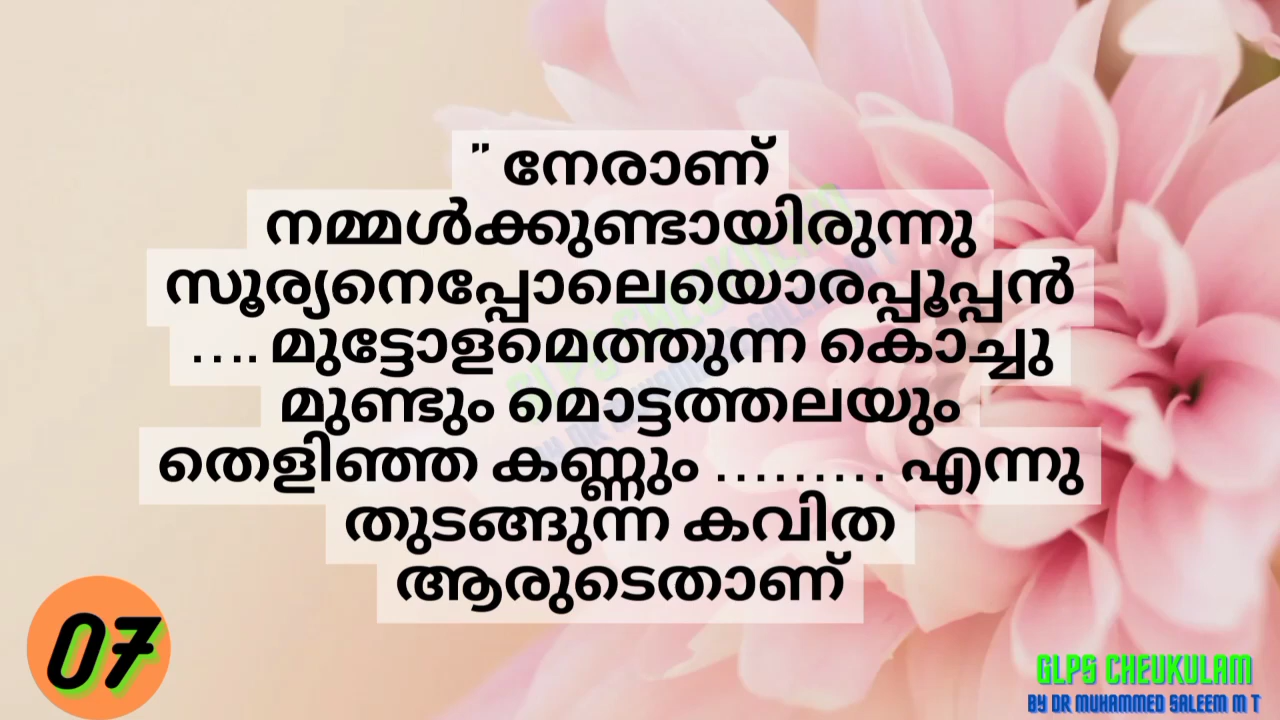 " നേരാണ്
നമ്മൾക്കുണ്ടായിരുന്നു
സൂര്യനെപ്പോലെയൊരപ്പൂപ്പൻ
.... മുട്ടോളമെത്തുന്ന കൊച്ചു
മുണ്ടും മൊട്ടത്തലയും
തെളിഞ്ഞ കണ്ണും ......... എന്നു
തുടങ്ങുന്ന കവിത
ആരുടെതാണ്
07
GLPS CHEUKULAM
BY DR MUHAMMED SALEEM M T